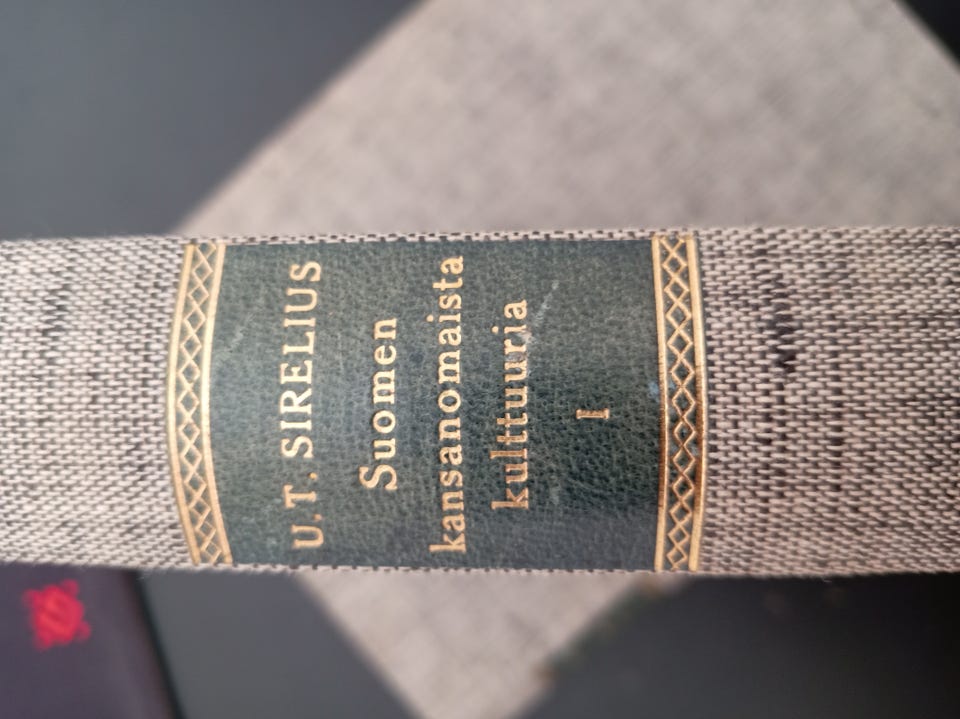 U.T. SIRELIUS
Suomen
kansanomaista
kulttuuria
I